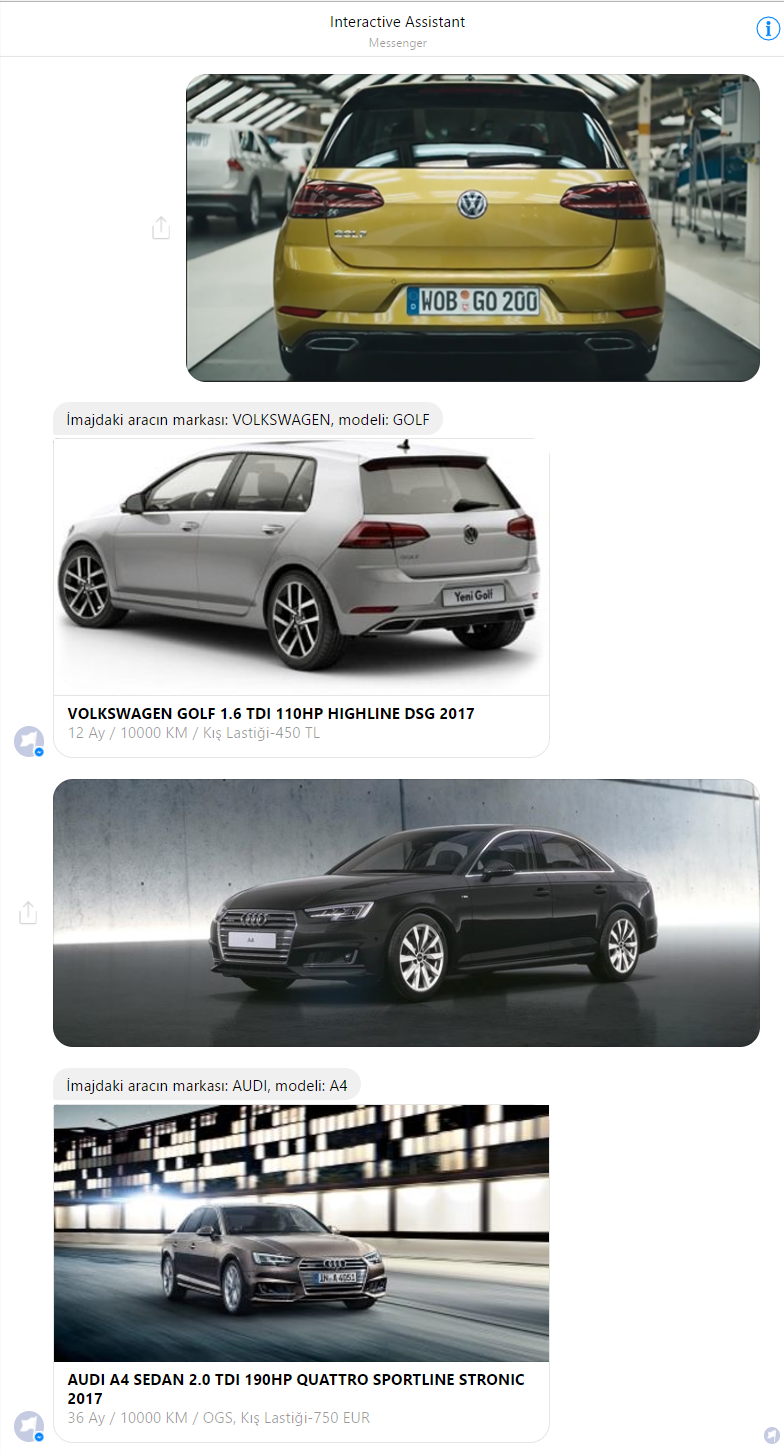 Interactive Assistant
Messenger
GOLF
WOB GO 200
D
İmajdaki aracın markası: VOLKSWAGEN, modeli: GOLF
Yeni Golf
VOLKSWAGEN GOLF 1.6 TDI 110HP HIGHLINE DSG 2017
12 Ay / 10000 KM / Kış Lastiği-450 TL
A4
İmajdaki aracın markası: AUDI, modeli: A4
IN A 4051
AUDI A4 SEDAN 2.0 TDI 190HP QUATTRO SPORTLINE STRONIC
2017
36 Ay / 10000 KM / OGS, Kış Lastiği-750 EUR